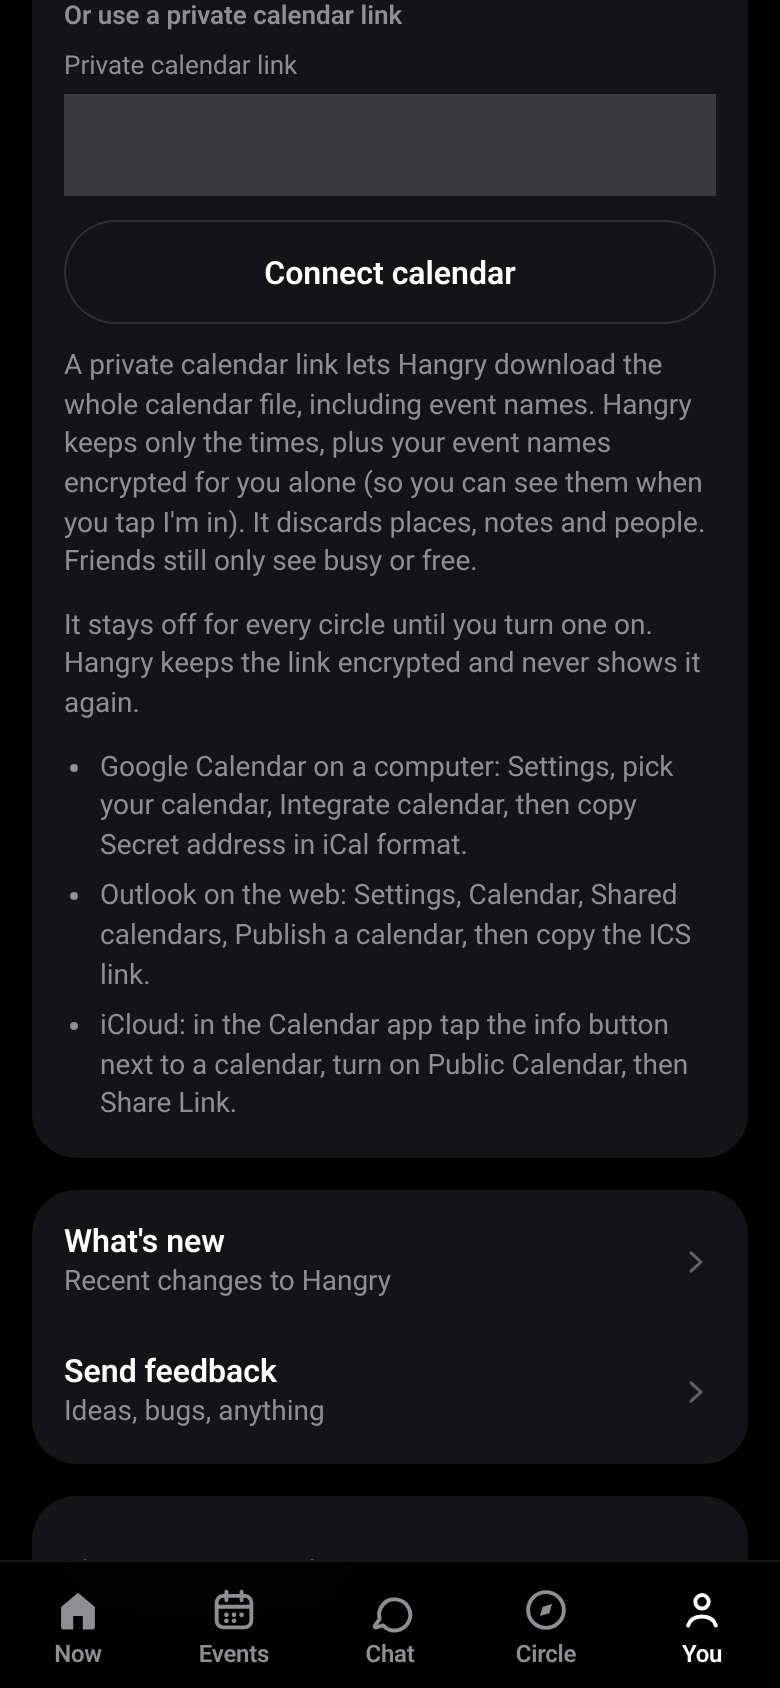 Or use a private calendar link
Private calendar link
Connect calendar
A private calendar link lets Hangry download the
whole calendar file, including event names. Hangry
keeps only the times, plus your event names
encrypted for you alone (so you can see them when
you tap I'm in). It discards places, notes and people.
Friends still only see busy or free.
It stays off for every circle until you turn one on.
Hangry keeps the link encrypted and never shows it
again.
• Google Calendar on a computer: Settings, pick
your calendar, Integrate calendar, then copy
Secret address in iCal format.
• Outlook on the web: Settings, Calendar, Shared
calendars, Publish a calendar, then copy the ICS
link.
• iCloud: in the Calendar app tap the info button
next to a calendar, turn on Public Calendar, then
Share Link.
What's new
Recent changes to Hangry
Send feedback
Ideas, bugs, anything
Now
Events
Chat
Circle
You